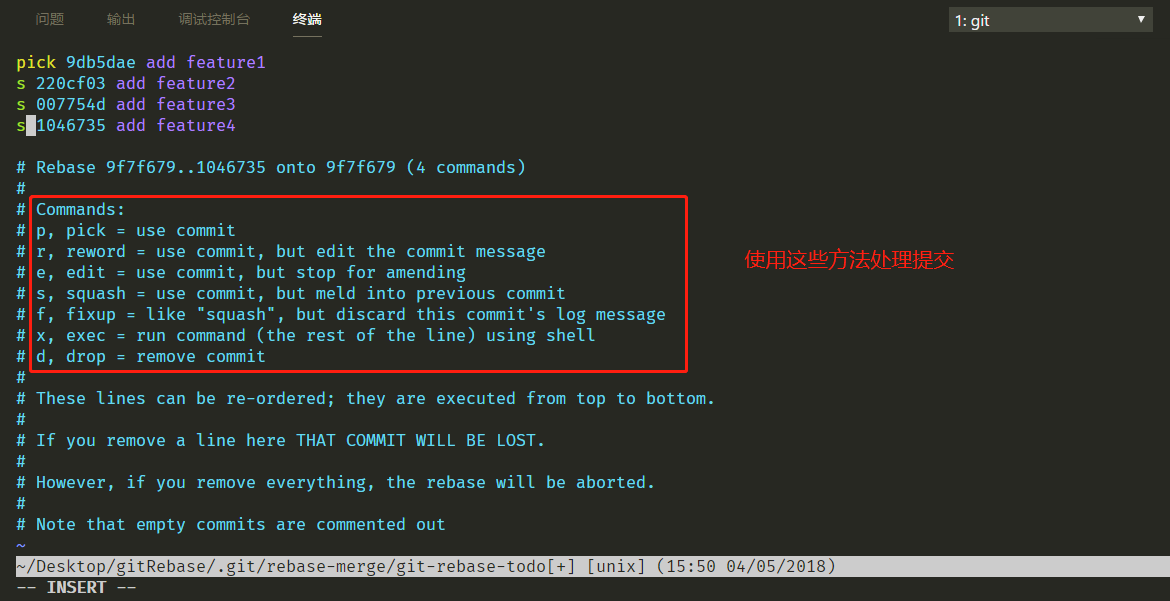 问题 输出 调试控制台 终端 1: git
pick 9db5dae add feature1
s 220cf03 add feature2
s 007754d add feature3
s 1046735 add feature4
# Rebase 9f7f679..1046735 onto 9f7f679 (4 commands)
#
# Commands:
# p, pick = use commit
# r, reword = use commit, but edit the commit message
# e, edit = use commit, but stop for amending
使用这些方法处理提交
# s, squash = use commit, but meld into previous commit
# f, fixup = like "squash", but discard this commit's log message
# x, exec = run command (the rest of the line) using shell
# d, drop = remove commit
#
# These lines can be re-ordered; they are executed from top to bottom.
#
# If you remove a line here THAT COMMIT WILL BE LOST.
#
# However, if you remove everything, the rebase will be aborted.
#
# Note that empty commits are commented out
~
~/Desktop/gitRebase/.git/rebase-merge/git-rebase-todo[+] [unix] (15:50 04/05/2018)
-- INSERT --